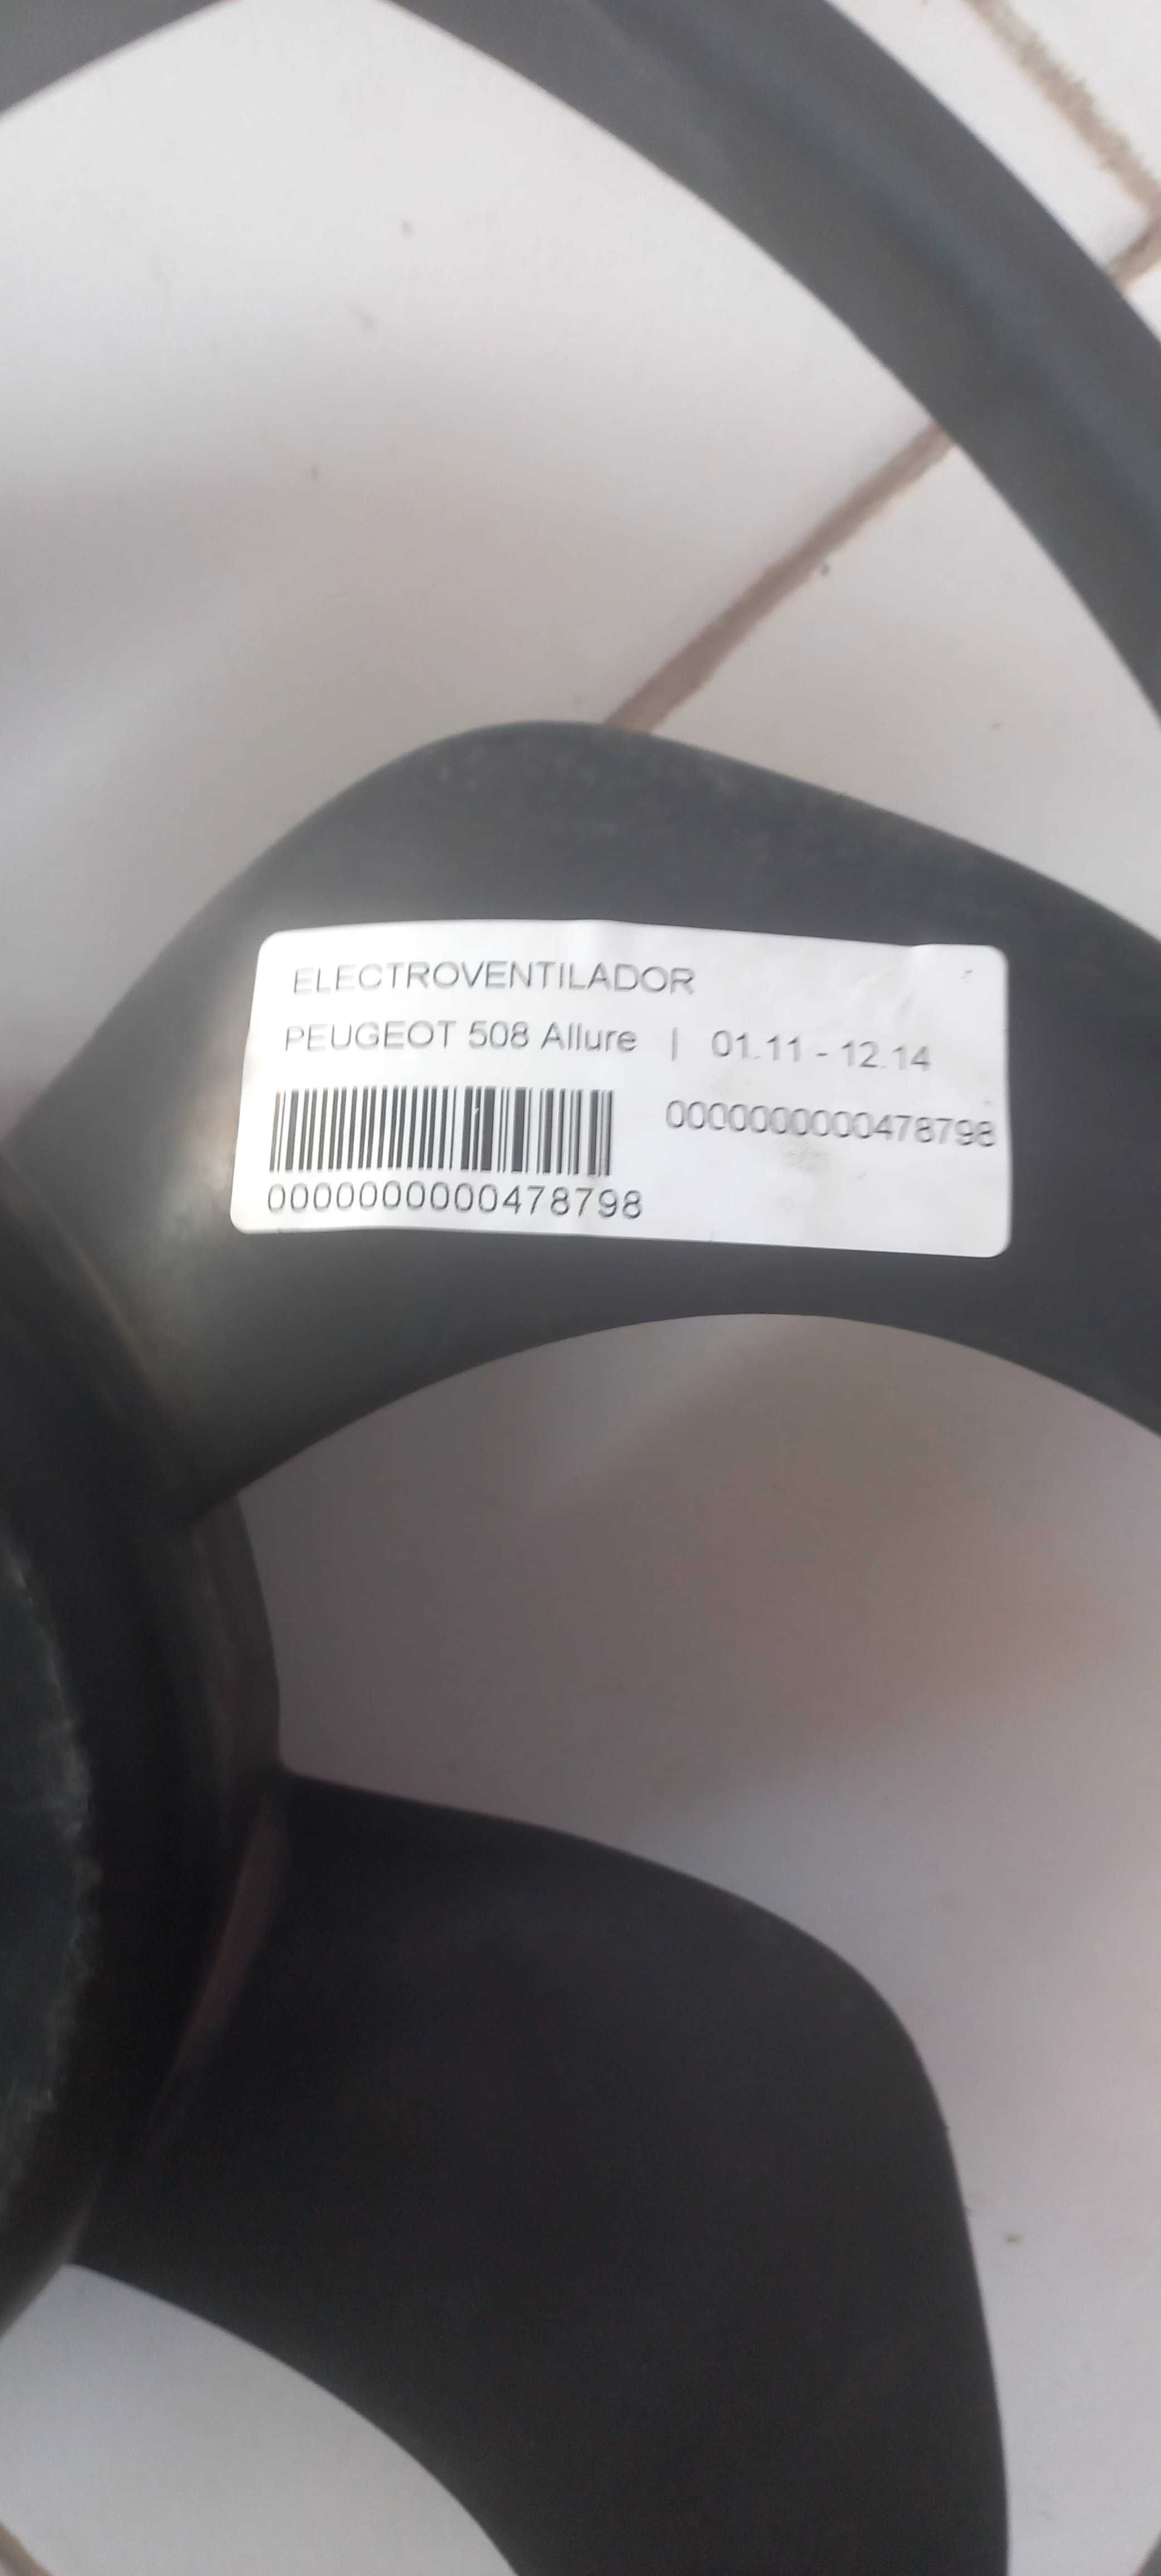 ELECTROVENTILADOR
PEUGEOT 508 Allure | 01.11 - 12.14
0000000000478798
0000000000478798